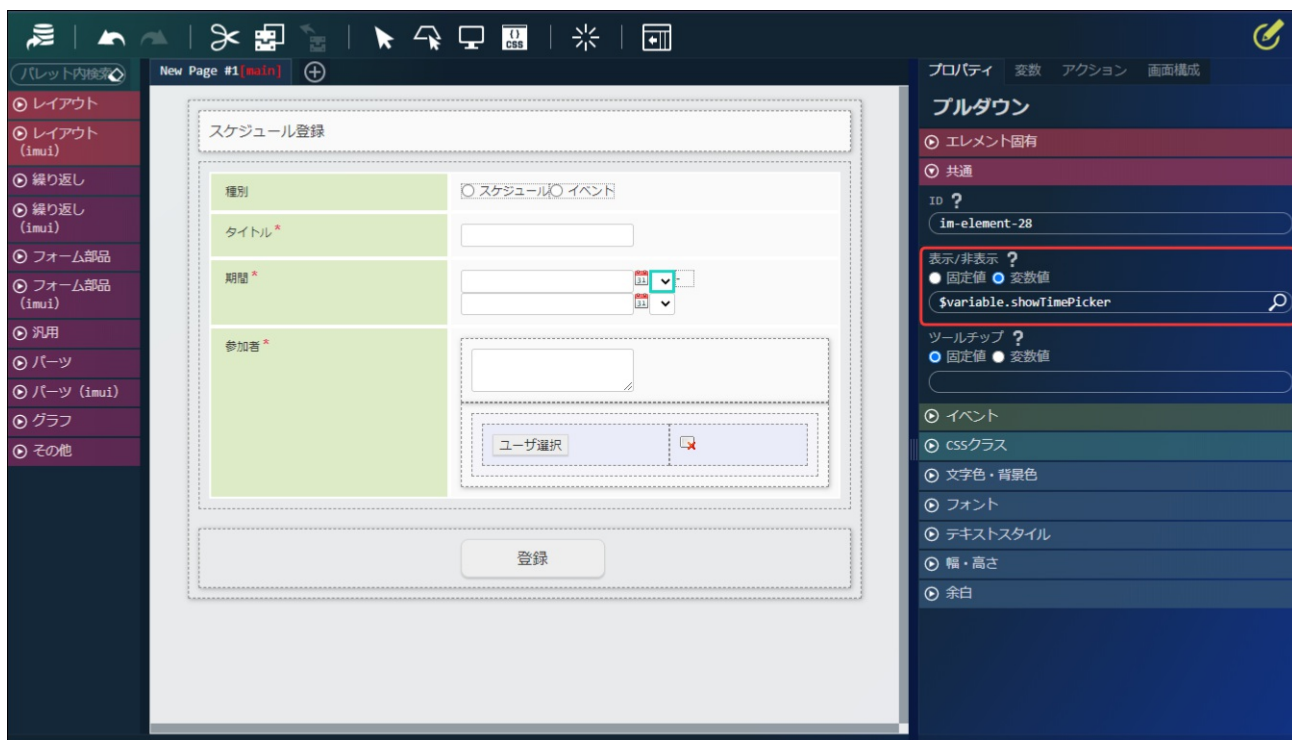 {}
CSS
パレット内検索
レイアウト
レイアウト
(imui)
繰り返し
繰り返し
(imui)
フォーム部品
フォーム部品
(imui)
汎用
パーツ
パーツ (imui)
グラフ
その他
New Page #1[main]
スケジュール登録
種別
スケジュール イベント
タイトル*
期間*
31
-
31
参加者*
ユーザ選択
登録
プロパティ 変数 アクション 画面構成
プルダウン
エレメント固有
共通
ID ?
im-element-28
表示/非表示 ?
固定値 変数値
$variable.showTimePicker
ツールチップ ?
固定値 変数値
イベント
CSSクラス
文字色・背景色
フォント
テキストスタイル
幅・高さ
余白